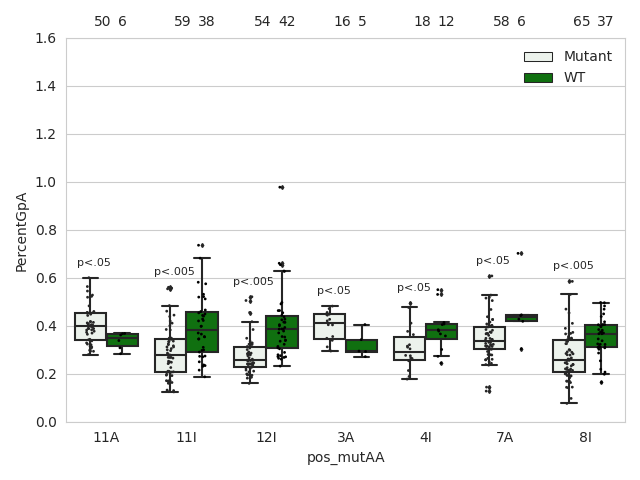 50 6 59 38 54 42 16 5 18 12 58 6 65 37
1.6
Mutant
WT
1.4
1.2
1.0
0.8
0.6
0.4
0.2
0.0
PercentGpA
p<.05
p<.005
p<.005
p<.05
p<.05
p<.05
p<.005
11A 11I 12I 3A 4I 7A 8I
pos_mutAA